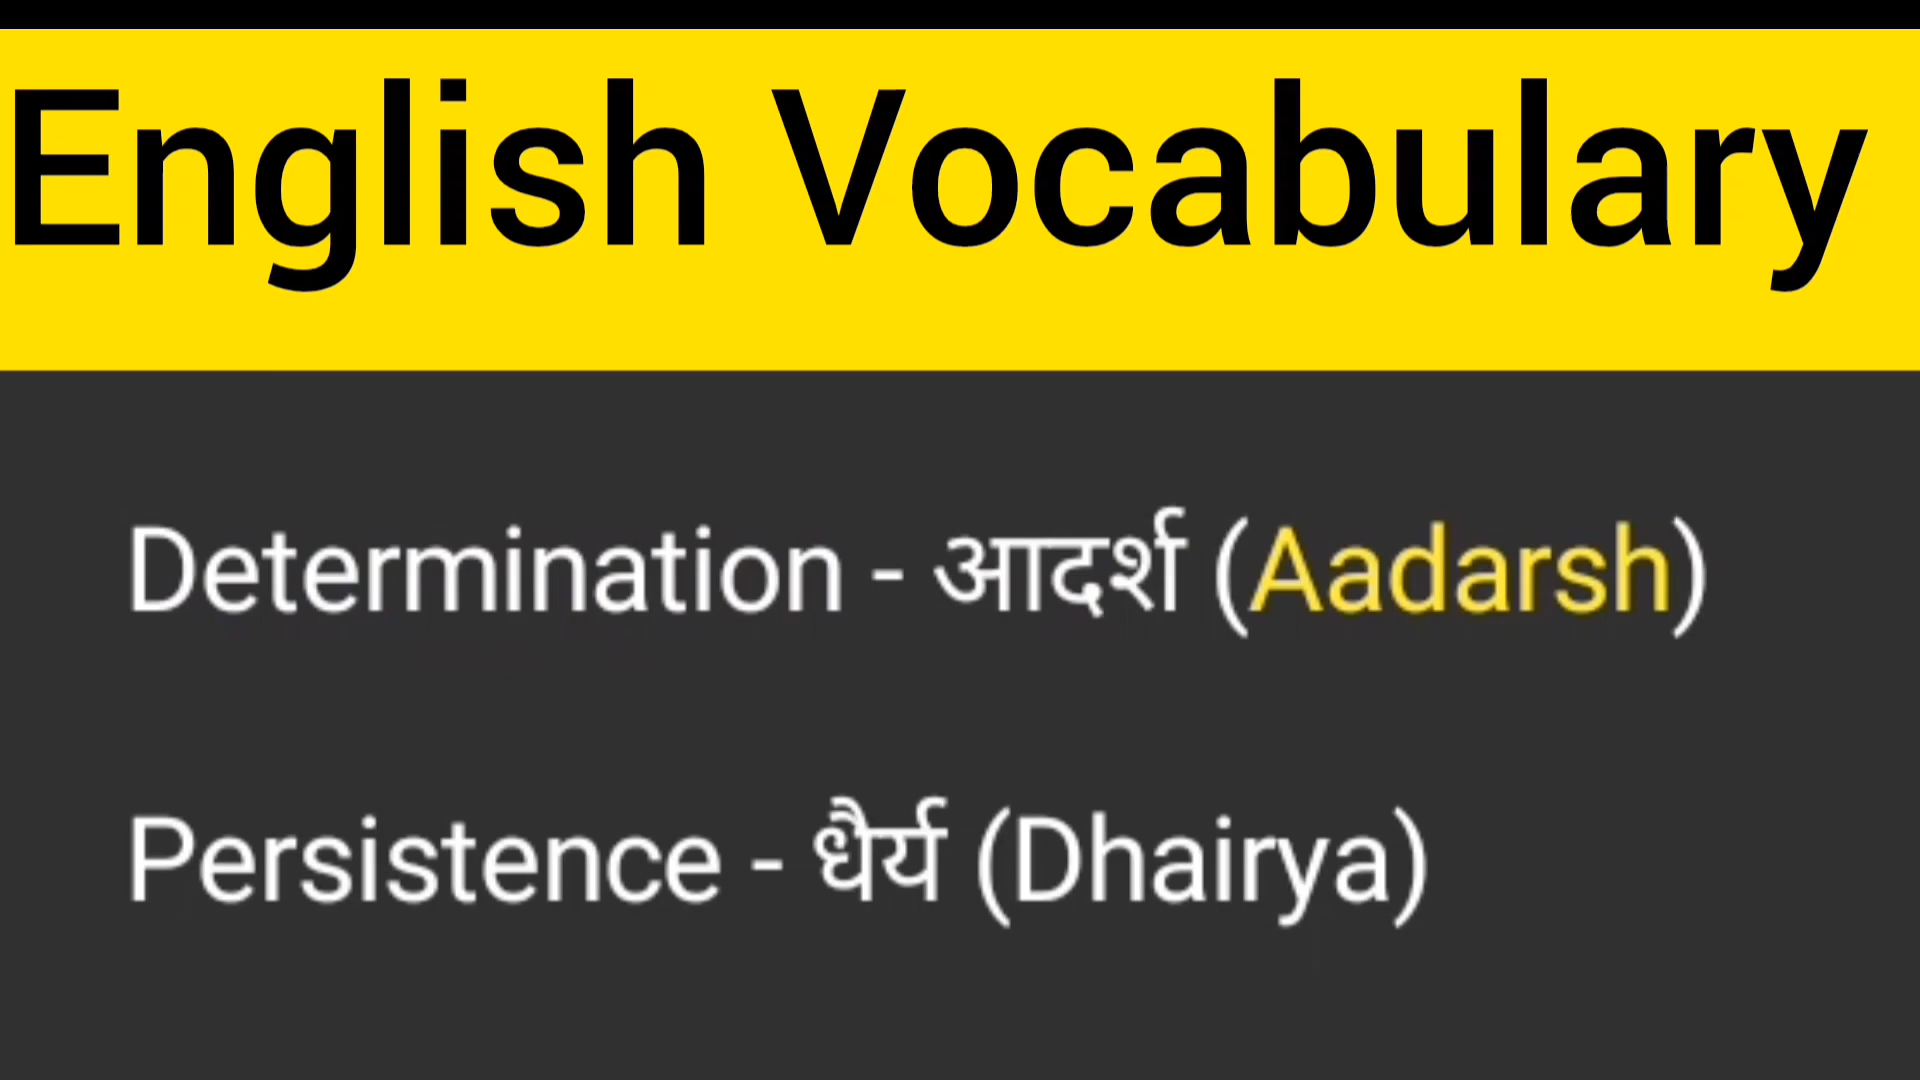 English Vocabulary
Determination - आदर्श (Aadarsh)
Persistence - धैर्य (Dhairya)